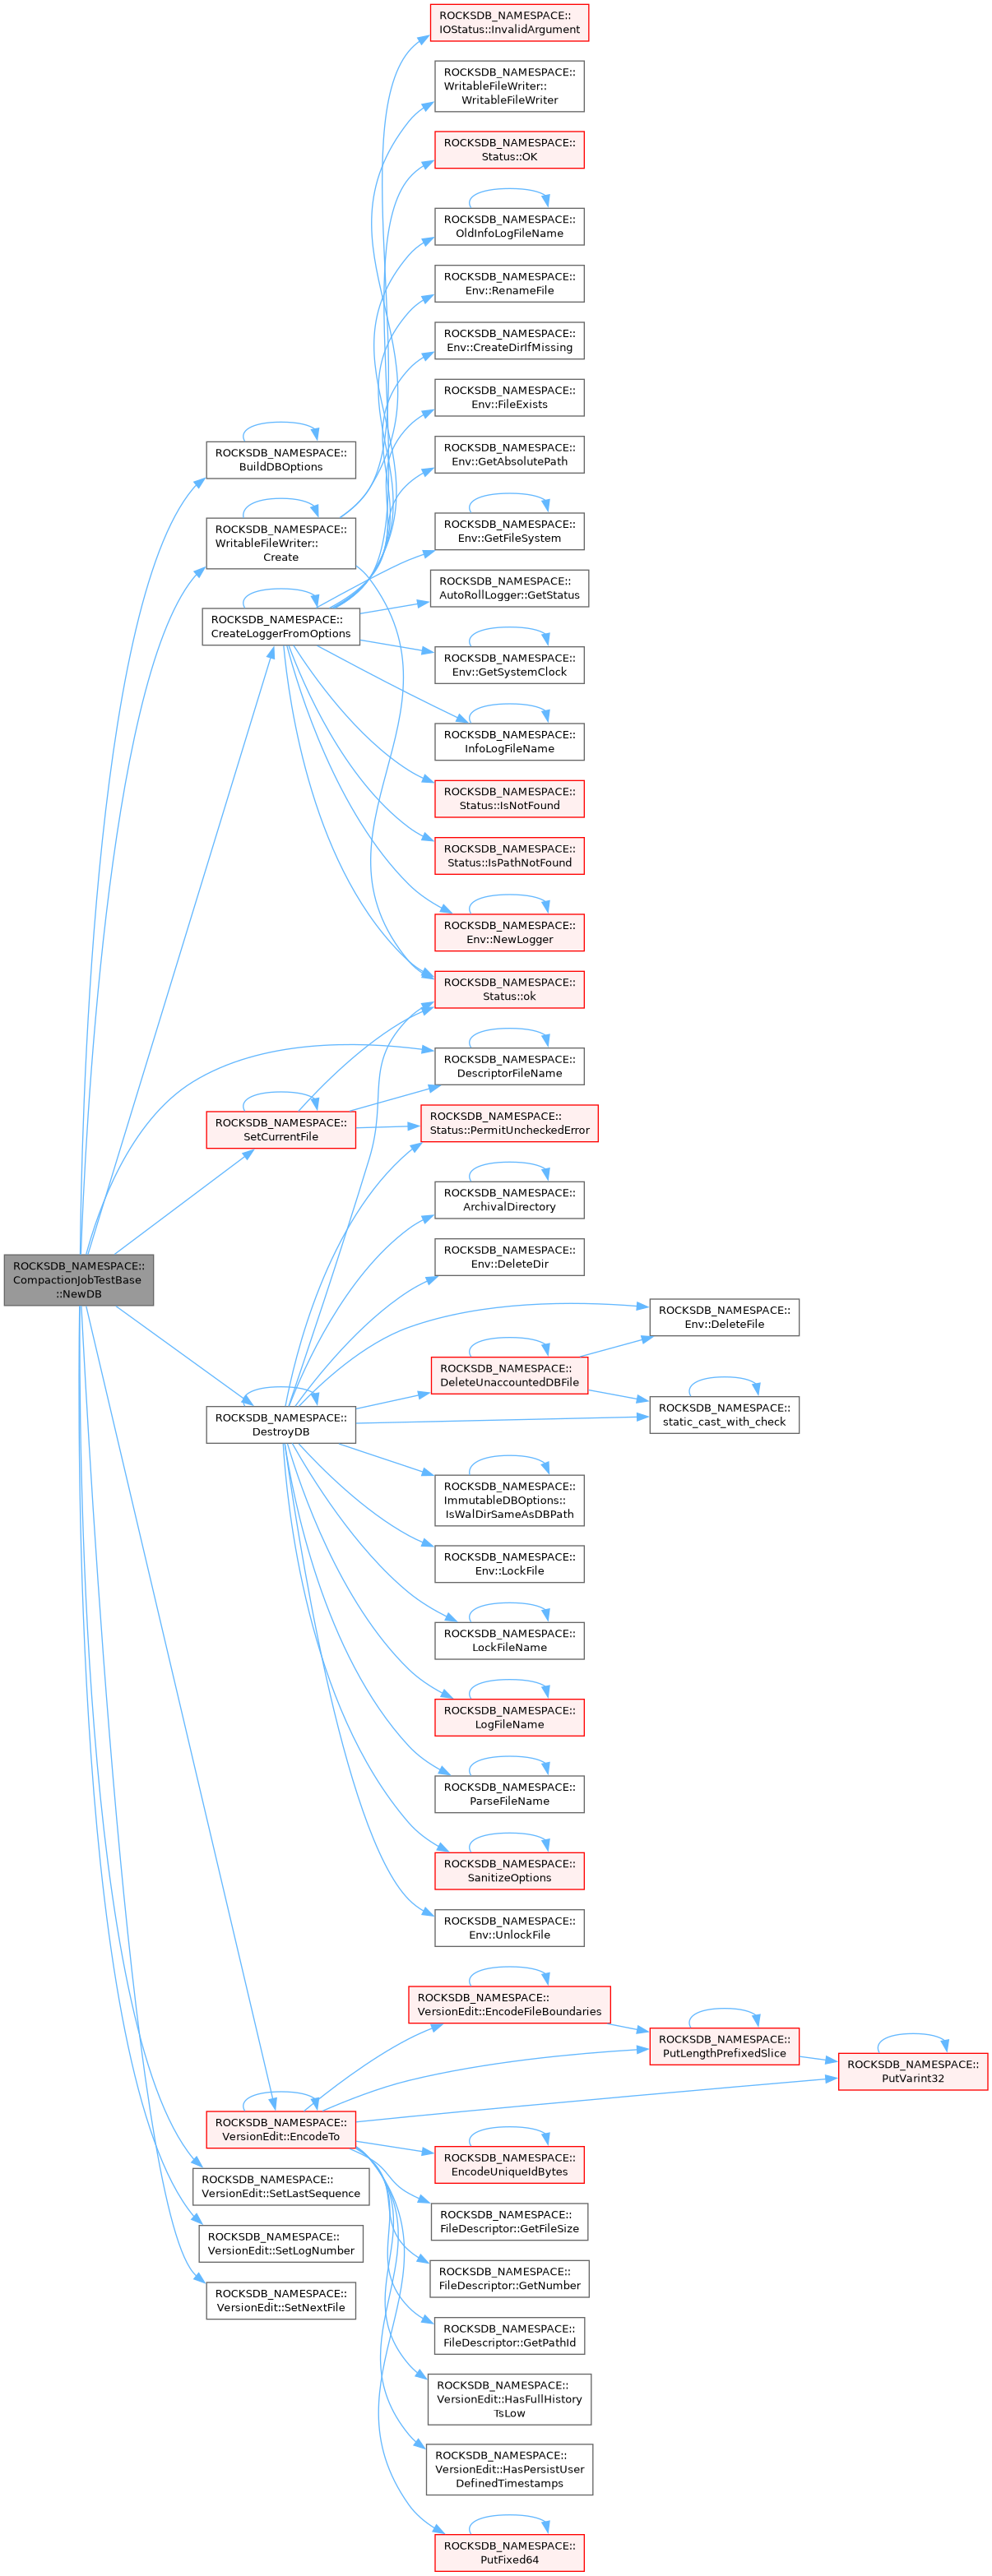 ROCKSDB_NAMESPACE::
IOStatus::InvalidArgument
ROCKSDB_NAMESPACE::
WritableFileWriter::
WritableFileWriter
ROCKSDB_NAMESPACE::
Status::OK
ROCKSDB_NAMESPACE::
OldInfoLogFileName
ROCKSDB_NAMESPACE::
Env::RenameFile
ROCKSDB_NAMESPACE::
Env::CreateDirIfMissing
ROCKSDB_NAMESPACE::
Env::FileExists
ROCKSDB_NAMESPACE::
Env::GetAbsolutePath
ROCKSDB_NAMESPACE::
BuildDBOptions
ROCKSDB_NAMESPACE::
Env::GetFileSystem
ROCKSDB_NAMESPACE::
WritableFileWriter::
Create
ROCKSDB_NAMESPACE::
AutoRollLogger::GetStatus
ROCKSDB_NAMESPACE::
CreateLoggerFromOptions
ROCKSDB_NAMESPACE::
Env::GetSystemClock
ROCKSDB_NAMESPACE::
InfoLogFileName
ROCKSDB_NAMESPACE::
Status::IsNotFound
ROCKSDB_NAMESPACE::
Status::IsPathNotFound
ROCKSDB_NAMESPACE::
Env::NewLogger
ROCKSDB_NAMESPACE::
Status::ok
ROCKSDB_NAMESPACE::
DescriptorFileName
ROCKSDB_NAMESPACE::
SetCurrentFile
ROCKSDB_NAMESPACE::
Status::PermitUncheckedError
ROCKSDB_NAMESPACE::
ArchivalDirectory
ROCKSDB_NAMESPACE::
Env::DeleteDir
ROCKSDB_NAMESPACE::
CompactionJobTestBase
::NewDB
ROCKSDB_NAMESPACE::
Env::DeleteFile
ROCKSDB_NAMESPACE::
DeleteUnaccountedDBFile
ROCKSDB_NAMESPACE::
static_cast_with_check
ROCKSDB_NAMESPACE::
DestroyDB
ROCKSDB_NAMESPACE::
ImmutableDBOptions::
IsWalDirSameAsDBPath
ROCKSDB_NAMESPACE::
Env::LockFile
ROCKSDB_NAMESPACE::
LockFileName
ROCKSDB_NAMESPACE::
LogFileName
ROCKSDB_NAMESPACE::
ParseFileName
ROCKSDB_NAMESPACE::
SanitizeOptions
ROCKSDB_NAMESPACE::
Env::UnlockFile
ROCKSDB_NAMESPACE::
VersionEdit::EncodeFileBoundaries
ROCKSDB_NAMESPACE::
PutLengthPrefixedSlice
ROCKSDB_NAMESPACE::
PutVarint32
ROCKSDB_NAMESPACE::
VersionEdit::EncodeTo
ROCKSDB_NAMESPACE::
EncodeUniqueIdBytes
ROCKSDB_NAMESPACE::
VersionEdit::SetLastSequence
ROCKSDB_NAMESPACE::
FileDescriptor::GetFileSize
ROCKSDB_NAMESPACE::
VersionEdit::SetLogNumber
ROCKSDB_NAMESPACE::
FileDescriptor::GetNumber
ROCKSDB_NAMESPACE::
VersionEdit::SetNextFile
ROCKSDB_NAMESPACE::
FileDescriptor::GetPathId
ROCKSDB_NAMESPACE::
VersionEdit::HasFullHistory
TsLow
ROCKSDB_NAMESPACE::
VersionEdit::HasPersistUser
DefinedTimestamps
ROCKSDB_NAMESPACE::
PutFixed64